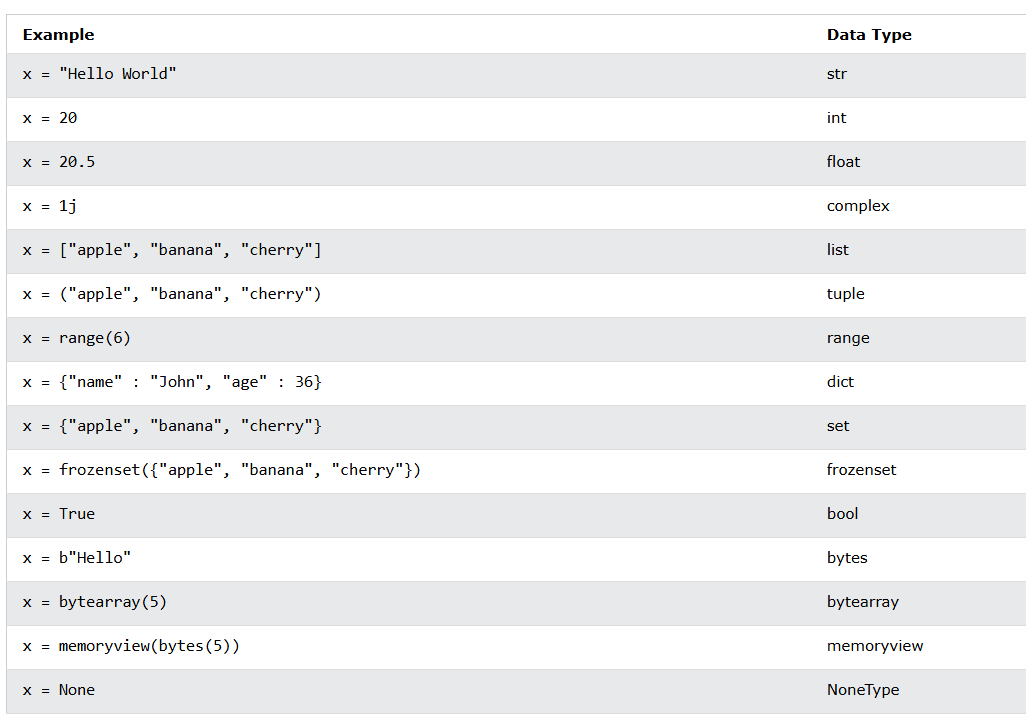 Example Data Type
x = "Hello World" str
x = 20 int
x = 20.5 float
x = 1j complex
x = ["apple", "banana", "cherry"] list
x = ("apple", "banana", "cherry") tuple
x = range(6) range
x = {"name" : "John", "age" : 36} dict
x = {"apple", "banana", "cherry"} set
x = frozenset({"apple", "banana", "cherry"}) frozenset
x = True bool
x = b"Hello" bytes
x = bytearray(5) bytearray
x = memoryview(bytes(5)) memoryview
x = None NoneType